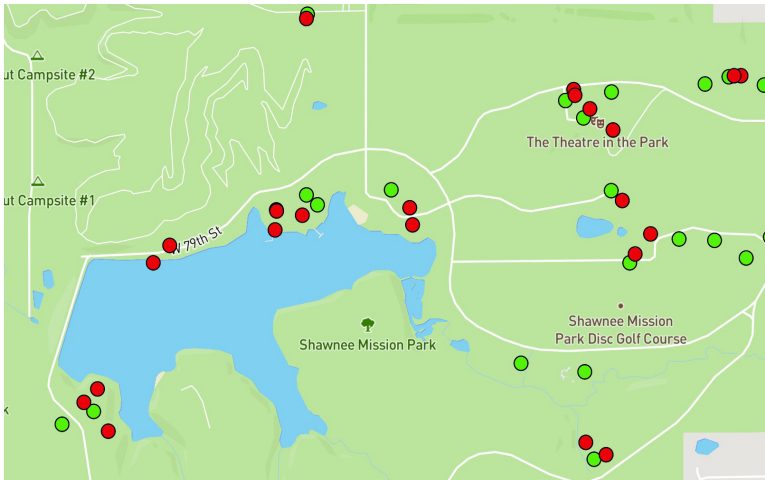 ut Campsite #2
The Theatre in the Park
ut Campsite #1
W 79th St
Shawnee Mission
Park Disc Golf Course
Shawnee Mission Park
k